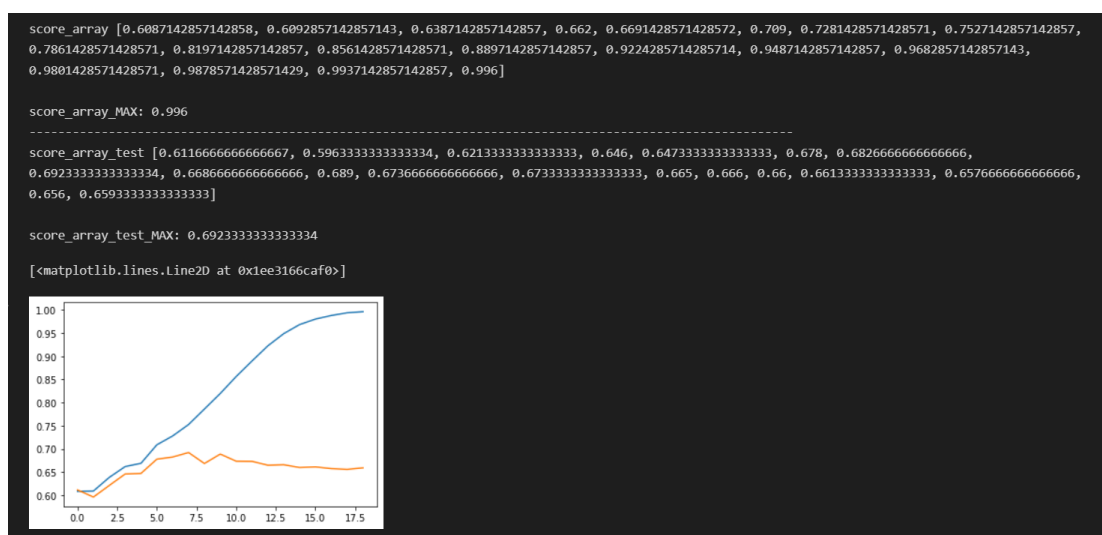 score_array [0.6087142857142858, 0.6092857142857143, 0.6387142857142857, 0.662, 0.6691428571428572, 0.709, 0.7281428571428571, 0.7527142857142857,
0.7861428571428571, 0.8197142857142857, 0.8561428571428571, 0.8897142857142857, 0.9224285714285714, 0.9487142857142857, 0.9682857142857143,
0.9801428571428571, 0.9878571428571429, 0.9937142857142857, 0.996]
score_array_MAX: 0.996
----------------------------------------------------------------------------------------------------------
score_array_test [0.6116666666666667, 0.5963333333333334, 0.6213333333333333, 0.646, 0.6473333333333333, 0.678, 0.6826666666666666,
0.6923333333333334, 0.6686666666666666, 0.689, 0.6736666666666666, 0.6733333333333333, 0.665, 0.666, 0.66, 0.6613333333333333, 0.6576666666666666,
0.656, 0.6593333333333333]
score_array_test_MAX: 0.6923333333333334
[<matplotlib.lines.Line2D at 0x1ee3166caf0>]
1.00
0.95
0.90
0.85
0.80
0.75
0.70
0.65
0.60
0.0 2.5 5.0 7.5 10.0 12.5 15.0 17.5